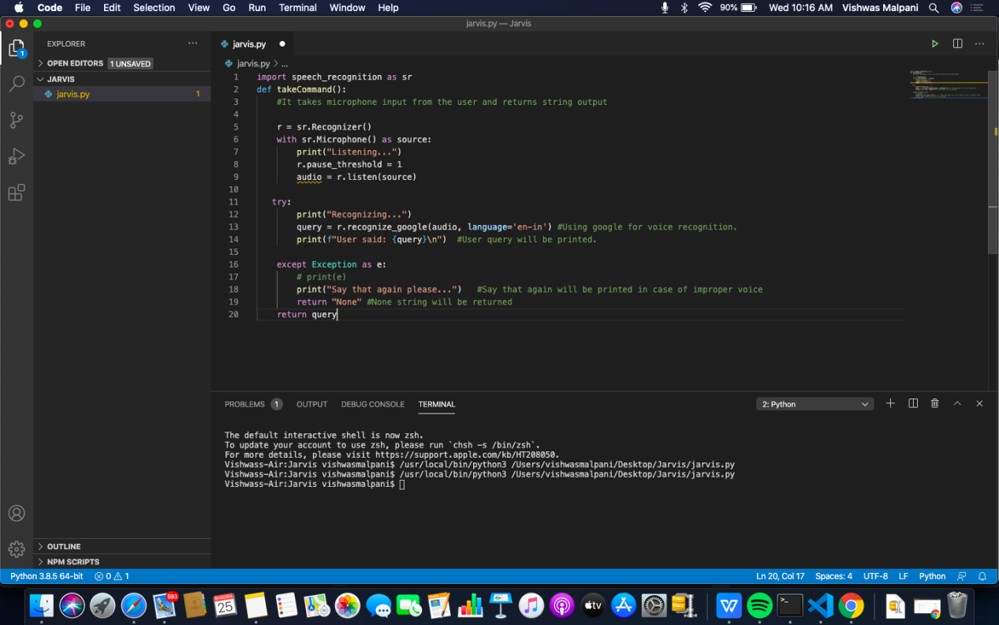 Code File Edit Selection View Go Run Terminal Window Help 90% Wed 10:16 AM Vishwas Malpani
jarvis.py — Jarvis
EXPLORER ··· jarvis.py
OPEN EDITORS 1 UNSAVED
JARVIS
jarvis.py 1
1
jarvis.py > ...
1 import speech_recognition as sr
2 def takeCommand():
3 #It takes microphone input from the user and returns string output
4
5 r = sr.Recognizer()
6 with sr.Microphone() as source:
7 print("Listening...")
8 r.pause_threshold = 1
9 audio = r.listen(source)
10
11 try:
12 print("Recognizing...")
13 query = r.recognize_google(audio, language='en-in') #Using google for voice recognition.
14 print(f"User said: {query}\n") #User query will be printed.
15
16 except Exception as e:
17 # print(e)
18 print("Say that again please...") #Say that again will be printed in case of improper voice
19 return "None" #None string will be returned
20 return query
PROBLEMS 1 OUTPUT DEBUG CONSOLE TERMINAL 2: Python
The default interactive shell is now zsh.
To update your account to use zsh, please run `chsh -s /bin/zsh`.
For more details, please visit https://support.apple.com/kb/HT208050.
Vishwass-Air:Jarvis vishwasmalpani$ /usr/local/bin/python3 /Users/vishwasmalpani/Desktop/Jarvis/jarvis.py
Vishwass-Air:Jarvis vishwasmalpani$ /usr/local/bin/python3 /Users/vishwasmalpani/Desktop/Jarvis/jarvis.py
Vishwass-Air:Jarvis vishwasmalpani$
OUTLINE
NPM SCRIPTS
Python 3.8.5 64-bit 0 1 Ln 20, Col 17 Spaces: 4 UTF-8 LF Python
593
BHADRA
25
tv
W